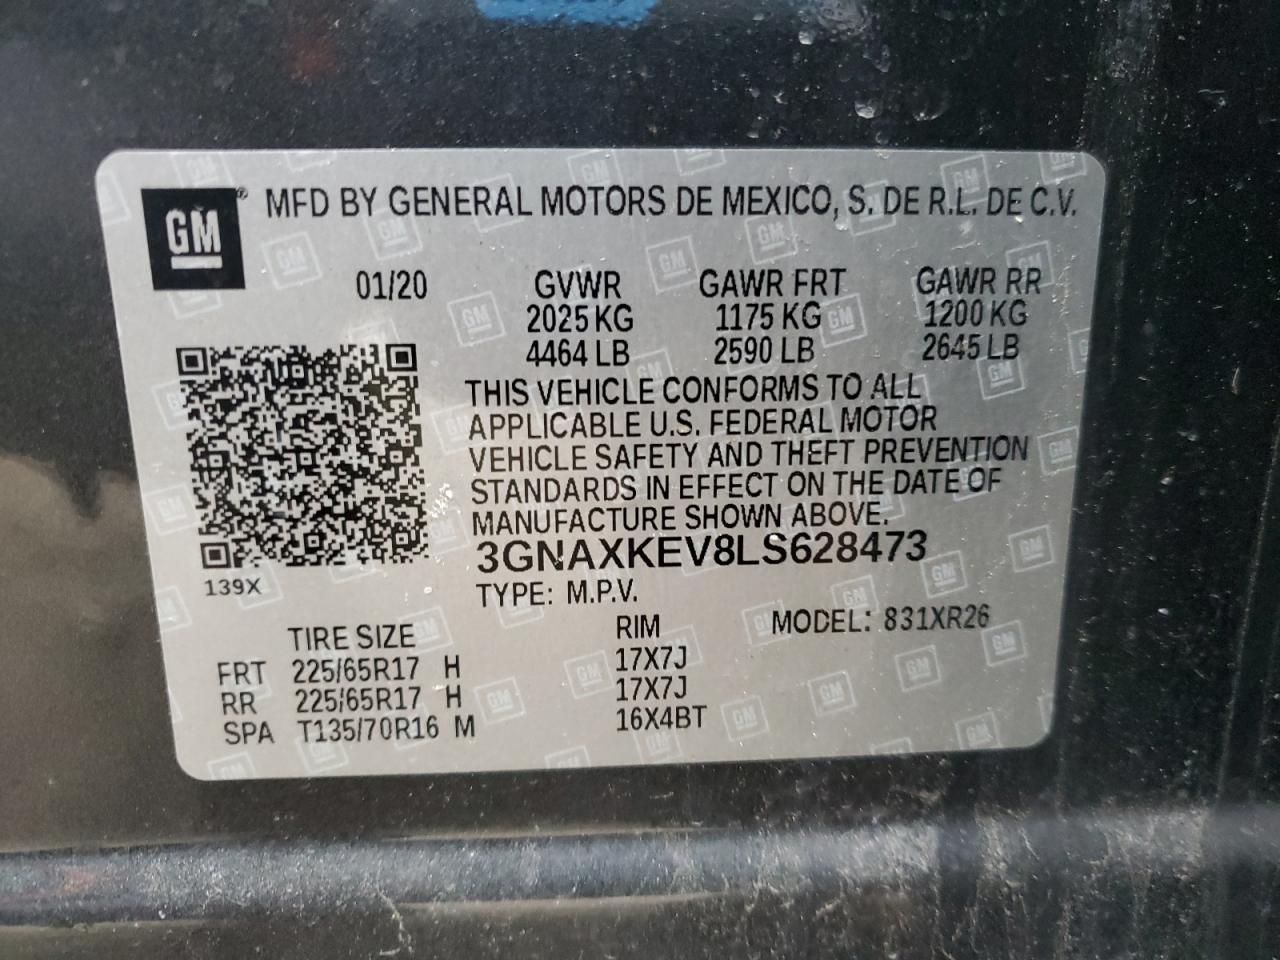 GM® MFD BY GENERAL MOTORS DE MEXICO, S. DE R.L. DE C.V.
01/20 GVWR GAWR FRT GAWR RR
2025 KG 1175 KG 1200 KG
4464 LB 2590 LB 2645 LB
THIS VEHICLE CONFORMS TO ALL
APPLICABLE U.S. FEDERAL MOTOR
VEHICLE SAFETY AND THEFT PREVENTION
STANDARDS IN EFFECT ON THE DATE OF
MANUFACTURE SHOWN ABOVE.
3GNAXKEV8LS628473
139X
TYPE: M.P.V.
MODEL: 831XR26
TIRE SIZE RIM
FRT 225/65R17 H 17X7J
RR 225/65R17 H 17X7J
SPA T135/70R16 M 16X4BT